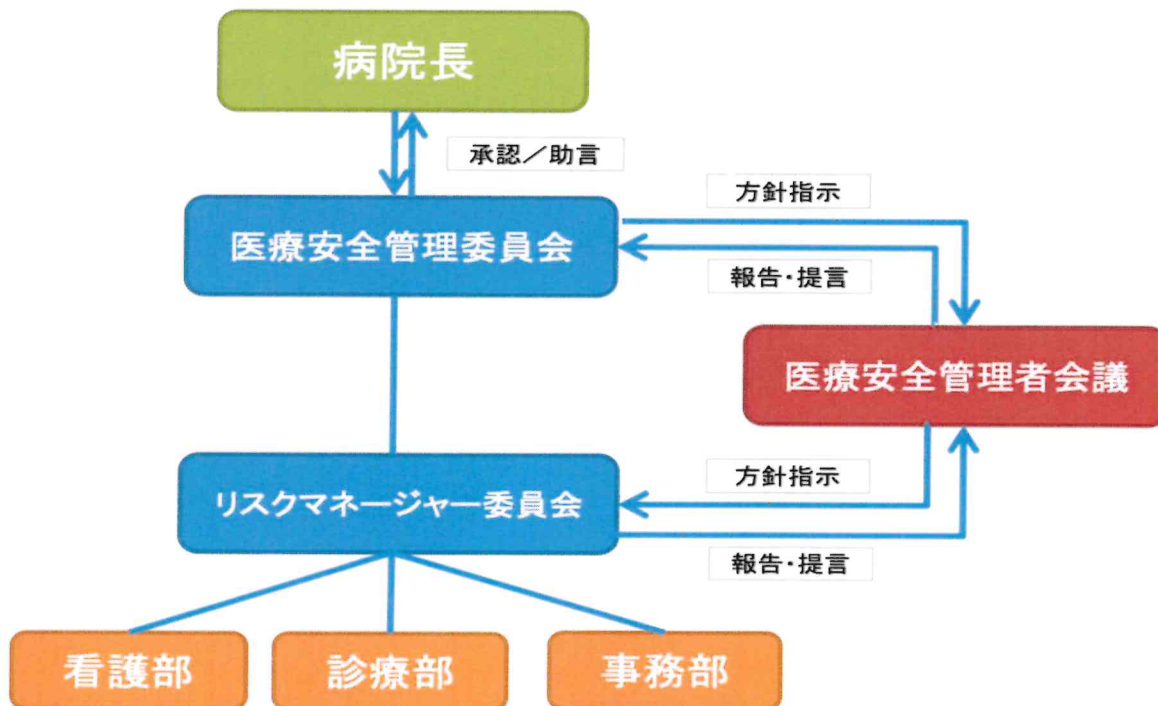 病院長
承認／助言
方針指示
医療安全管理委員会
報告・提言
医療安全管理者会議
リスクマネージャー委員会
方針指示
報告・提言
看護部
診療部
事務部